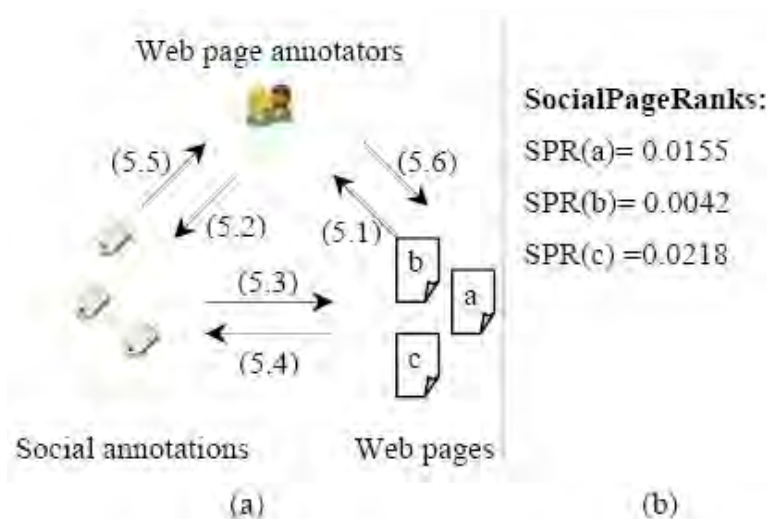 Web page annotators
(5.5)
(5.6)
(5.2)
(5.1)
(5.3)
(5.4)
b
a
c
Social annotations
Web pages
(a)
SocialPageRanks:
SPR(a)= 0.0155
SPR(b)= 0.0042
SPR(c) =0.0218
(b)